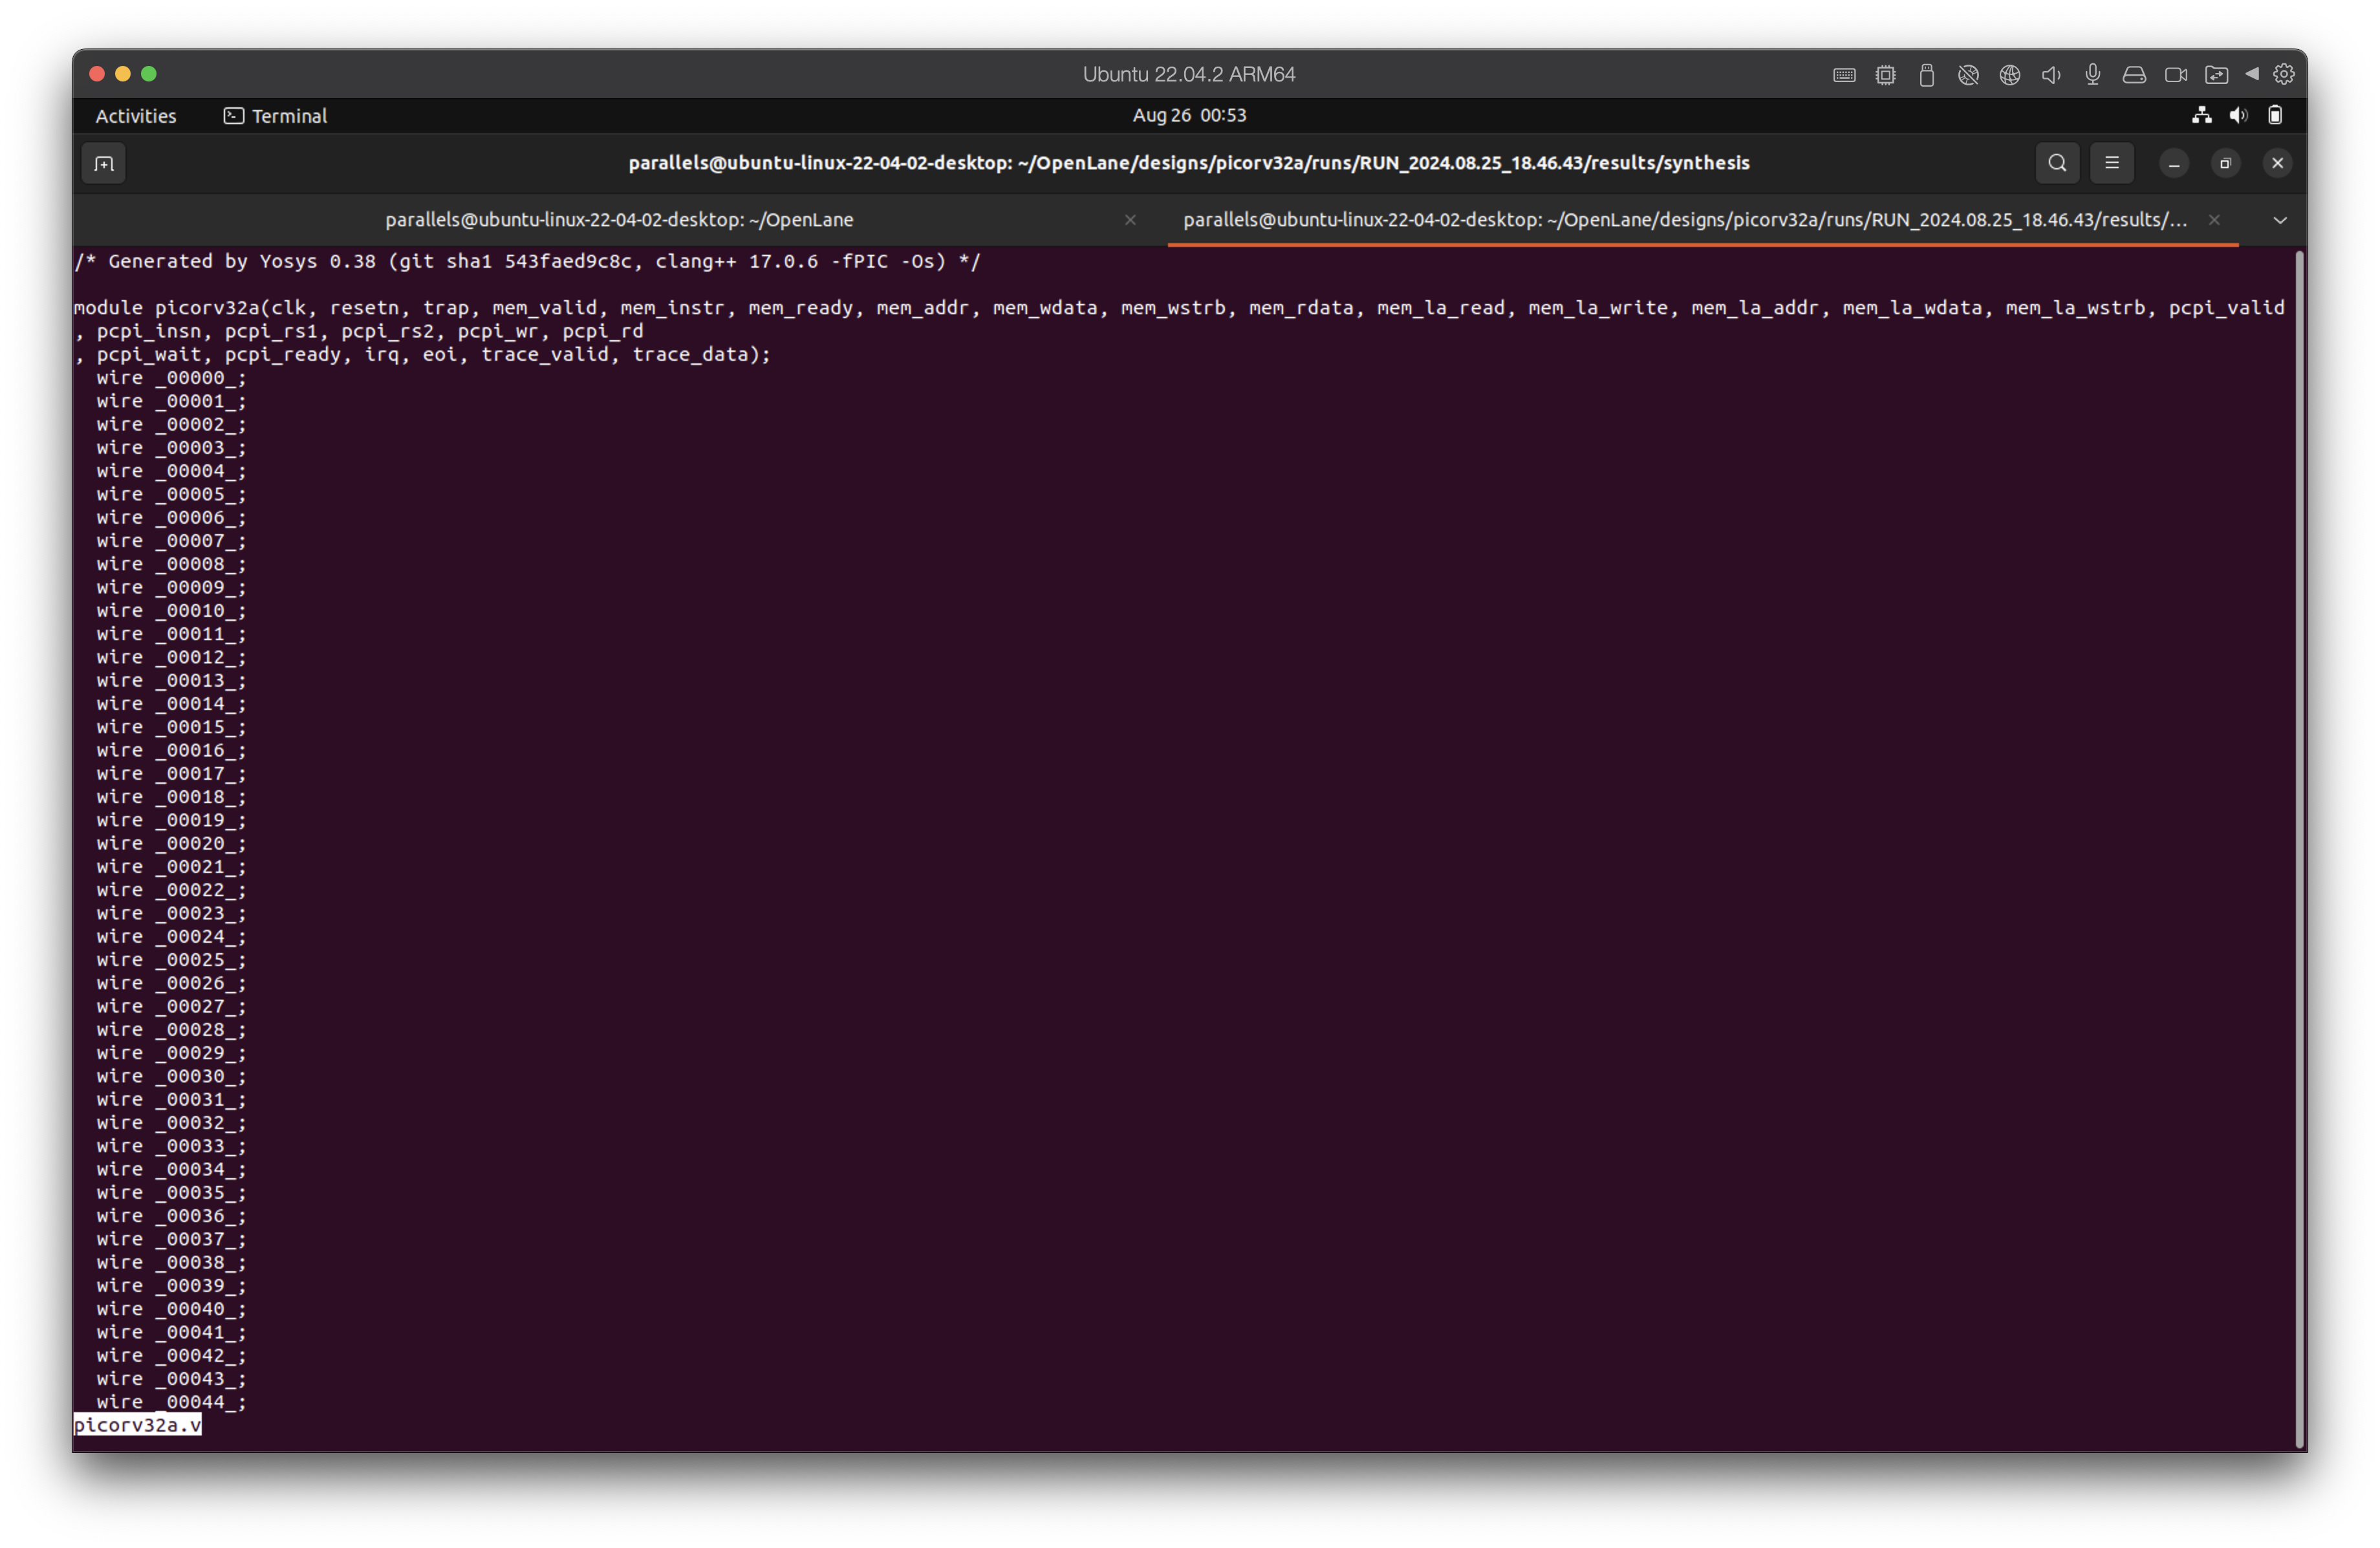 Ubuntu 22.04.2 ARM64
Activities
Terminal
Aug 26 00:53
parallels@ubuntu-linux-22-04-02-desktop: ~/OpenLane/designs/picorv32a/runs/RUN_2024.08.25_18.46.43/results/synthesis
parallels@ubuntu-linux-22-04-02-desktop: ~/OpenLane
parallels@ubuntu-linux-22-04-02-desktop: ~/OpenLane/designs/picorv32a/runs/RUN_2024.08.25_18.46.43/results/...
/* Generated by Yosys 0.38 (git sha1 543faed9c8c, clang++ 17.0.6 -fPIC -Os) */
module picorv32a(clk, resetn, trap, mem_valid, mem_instr, mem_ready, mem_addr, mem_wdata, mem_wstrb, mem_rdata, mem_la_read, mem_la_write, mem_la_addr, mem_la_wdata, mem_la_wstrb, pcpi_valid
, pcpi_insn, pcpi_rs1, pcpi_rs2, pcpi_wr, pcpi_rd
, pcpi_wait, pcpi_ready, irq, eoi, trace_valid, trace_data);
wire _00000_;
wire _00001_;
wire _00002_;
wire _00003_;
wire _00004_;
wire _00005_;
wire _00006_;
wire _00007_;
wire _00008_;
wire _00009_;
wire _00010_;
wire _00011_;
wire _00012_;
wire _00013_;
wire _00014_;
wire _00015_;
wire _00016_;
wire _00017_;
wire _00018_;
wire _00019_;
wire _00020_;
wire _00021_;
wire _00022_;
wire _00023_;
wire _00024_;
wire _00025_;
wire _00026_;
wire _00027_;
wire _00028_;
wire _00029_;
wire _00030_;
wire _00031_;
wire _00032_;
wire _00033_;
wire _00034_;
wire _00035_;
wire _00036_;
wire _00037_;
wire _00038_;
wire _00039_;
wire _00040_;
wire _00041_;
wire _00042_;
wire _00043_;
wire _00044_;
picorv32a.v